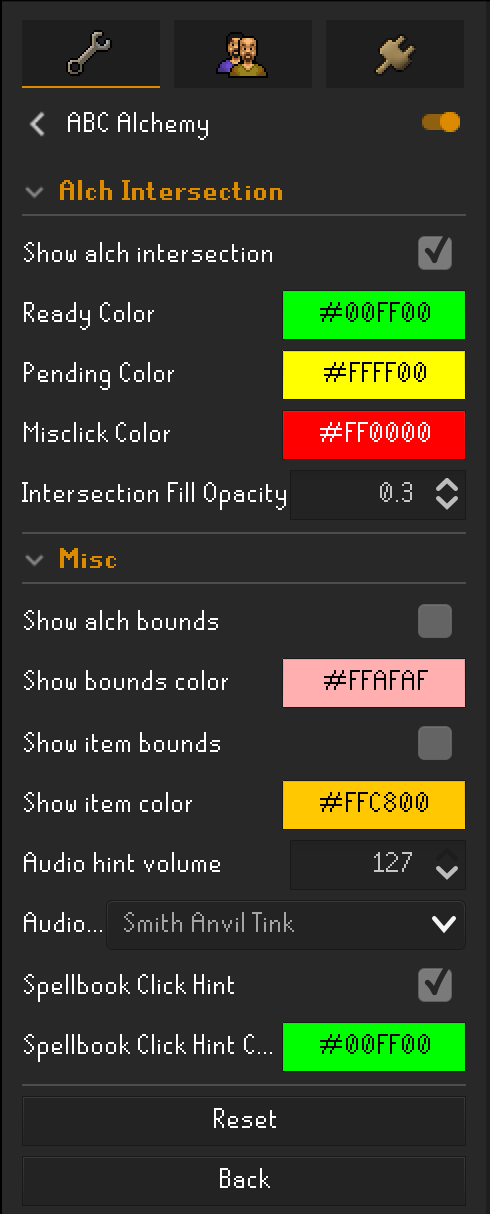 ABC Alchemy
Alch Intersection
Show alch intersection
Ready Color #00FF00
Pending Color #FFFF00
Misclick Color #FF0000
Intersection Fill Opacity 0.3
Misc
Show alch bounds
Show bounds color #FFAFAF
Show item bounds
Show item color #FFC800
Audio hint volume 127
Audio... Smith Anvil Tink
Spellbook Click Hint
Spellbook Click Hint C... #00FF00
Reset
Back